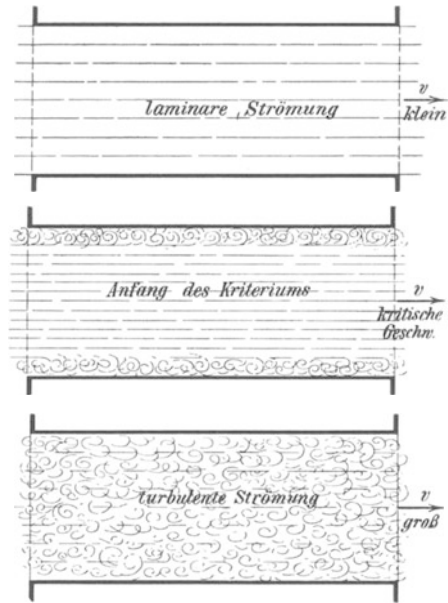 laminare Strömung
v
klein
Anfang des Kriteriums
v
kritische
Geschw.
turbulente Strömung
v
groß